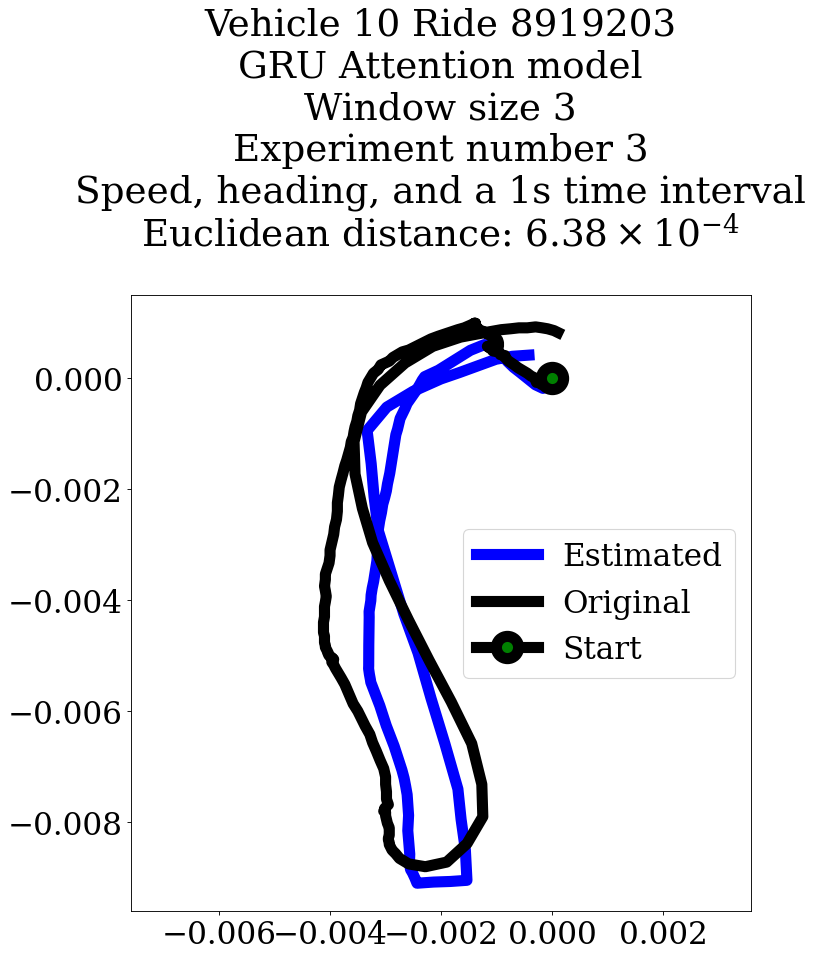 Vehicle 10 Ride 8919203
GRU Attention model
Window size 3
Experiment number 3
Speed, heading, and a 1s time interval
Euclidean distance: 6.38 × 10⁻⁴
0.000
−0.002
−0.004
−0.006
−0.008
Estimated
Original
Start
−0.006 −0.004 −0.002 0.000 0.002